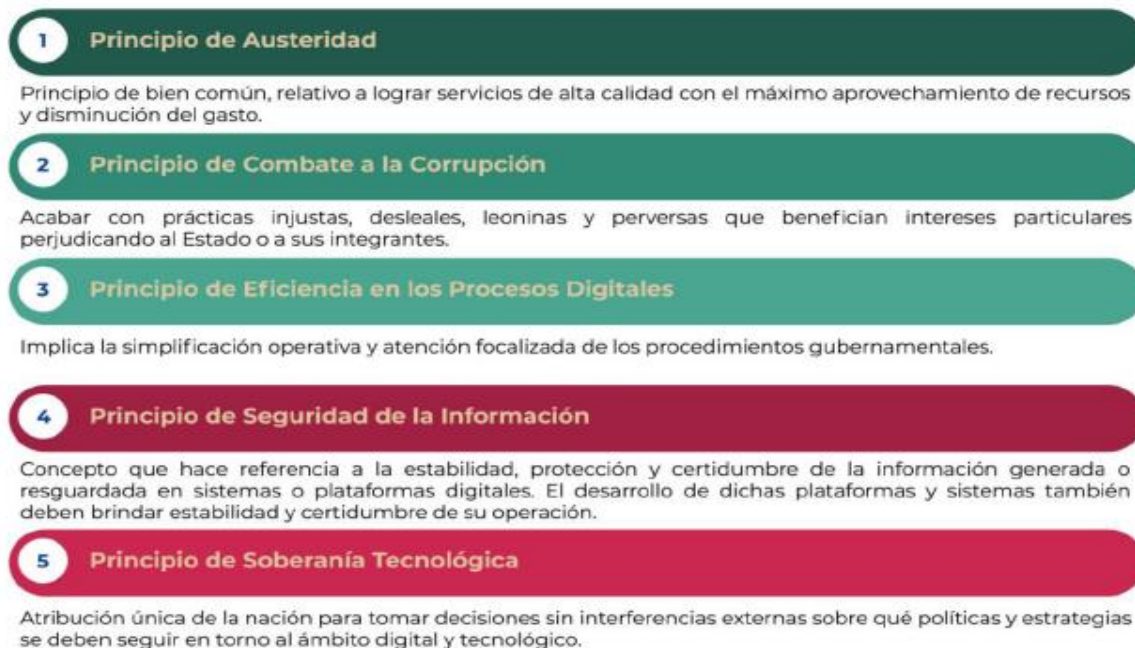 1 Principio de Austeridad
Principio de bien común, relativo a lograr servicios de alta calidad con el máximo aprovechamiento de recursos
y disminución del gasto.
2 Principio de Combate a la Corrupción
Acabar con prácticas injustas, desleales, leoninas y perversas que benefician intereses particulares
perjudicando al Estado o a sus integrantes.
3 Principio de Eficiencia en los Procesos Digitales
Implica la simplificación operativa y atención focalizada de los procedimientos gubernamentales.
4 Principio de Seguridad de la Información
Concepto que hace referencia a la estabilidad, protección y certidumbre de la información generada o
resguardada en sistemas o plataformas digitales. El desarrollo de dichas plataformas y sistemas también
deben brindar estabilidad y certidumbre de su operación.
5 Principio de Soberanía Tecnológica
Atribución única de la nación para tomar decisiones sin interferencias externas sobre qué políticas y estrategias
se deben seguir en torno al ámbito digital y tecnológico.